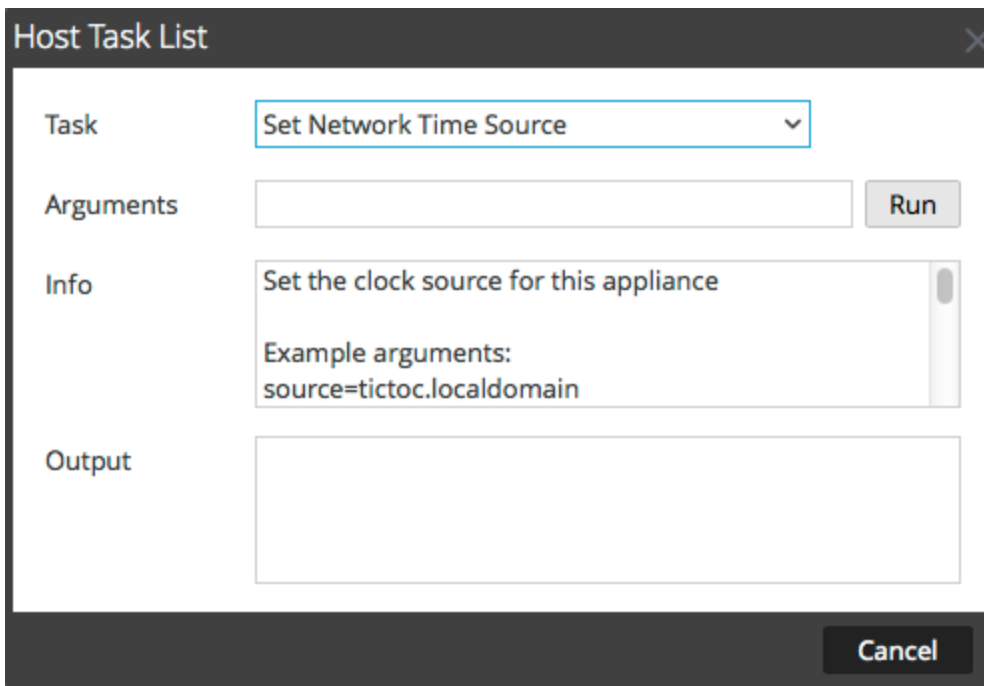 Host Task List
Task
Set Network Time Source
Arguments
Run
Info
Set the clock source for this appliance
Example arguments:
source=tictoc.localdomain
Output
Cancel